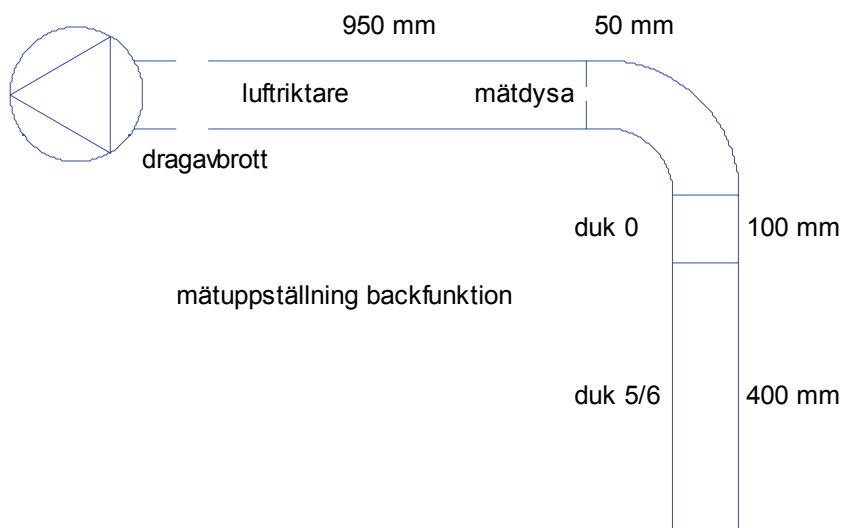 950 mm 50 mm
luftriktare mätdysa
dragavbrott
duk 0 100 mm
mätuppställning backfunktion
duk 5/6 400 mm